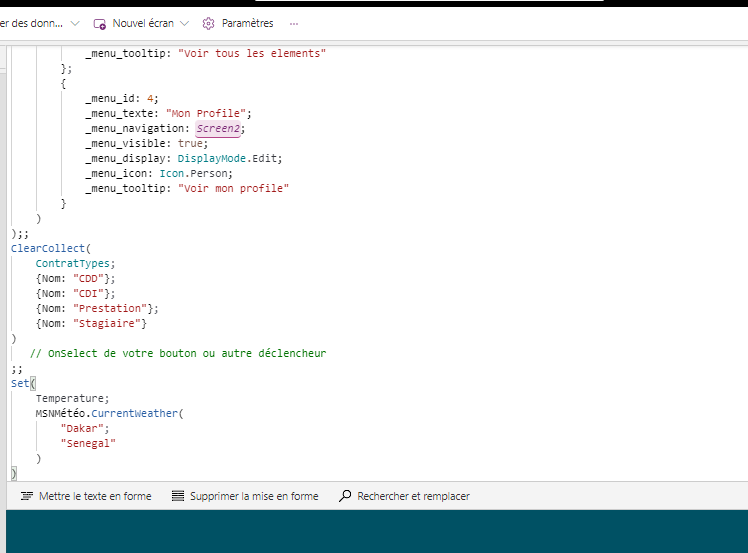 er des donn... Nouvel écran Paramètres ...
_menu_tooltip: "Voir tous les elements"
};
{
_menu_id: 4;
_menu_texte: "Mon Profile";
_menu_navigation: Screen2;
_menu_visible: true;
_menu_display: DisplayMode.Edit;
_menu_icon: Icon.Person;
_menu_tooltip: "Voir mon profile"
}
)
);;
ClearCollect(
ContratTypes;
{Nom: "CDD"};
{Nom: "CDI"};
{Nom: "Prestation"};
{Nom: "Stagiaire"}
)
// OnSelect de votre bouton ou autre déclencheur
;;
Set(
Temperature;
MSNMétéo.CurrentWeather(
"Dakar";
"Senegal"
)
)
Mettre le texte en forme Supprimer la mise en forme Rechercher et remplacer